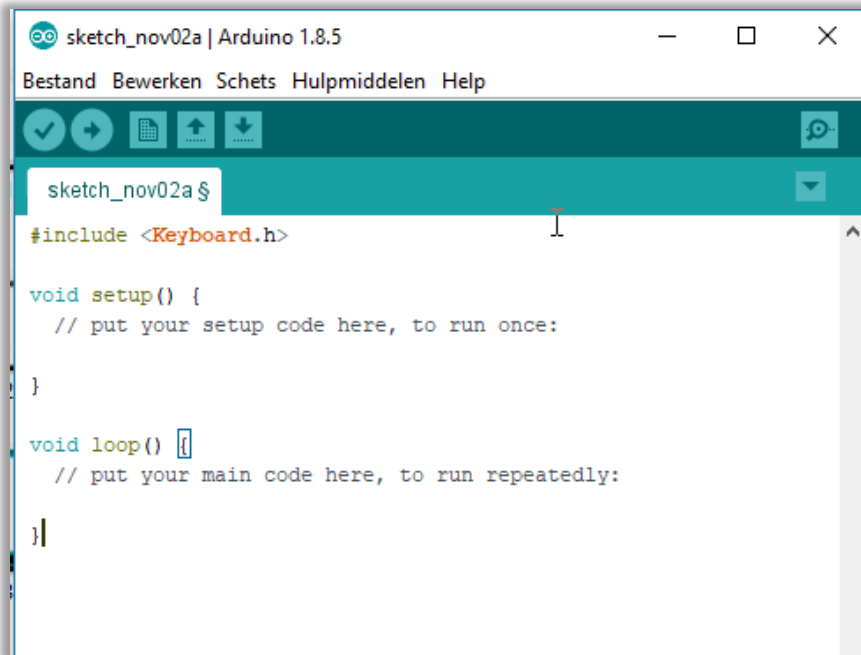 sketch_nov02a | Arduino 1.8.5
Bestand Bewerken Schets Hulpmiddelen Help
sketch_nov02a §
#include <Keyboard.h>
void setup() {
  // put your setup code here, to run once:
}
void loop() {
  // put your main code here, to run repeatedly:
}